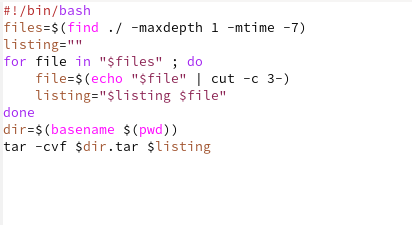 #!/bin/bash
files=$(find ./ -maxdepth 1 -mtime -7)
listing=""
for file in "$files" ; do
    file=$(echo "$file" | cut -c 3-)
    listing="$listing $file"
done
dir=$(basename $(pwd))
tar -cvf $dir.tar $listing